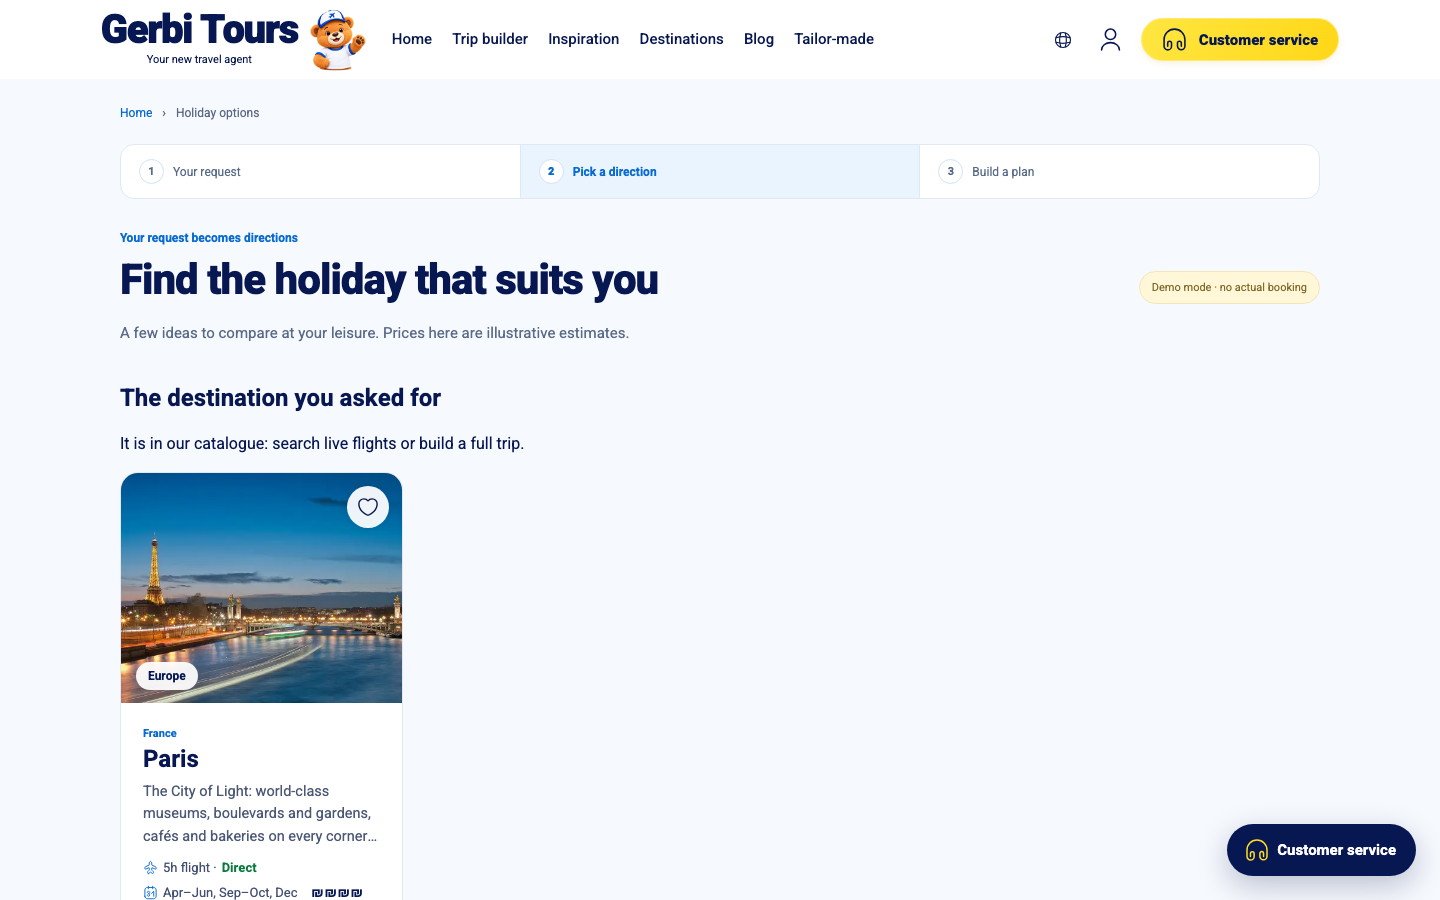 Gerbi Tours
Your new travel agent
Home
Trip builder
Inspiration
Destinations
Blog
Tailor-made
Customer service
Home › Holiday options
1 Your request
2 Pick a direction
3 Build a plan
Your request becomes directions
Find the holiday that suits you
Demo mode · no actual booking
A few ideas to compare at your leisure. Prices here are illustrative estimates.
The destination you asked for
It is in our catalogue: search live flights or build a full trip.
Europe
France
Paris
The City of Light: world-class
museums, boulevards and gardens,
cafés and bakeries on every corner…
5h flight · Direct
Apr–Jun, Sep–Oct, Dec ₪₪₪₪
Customer service